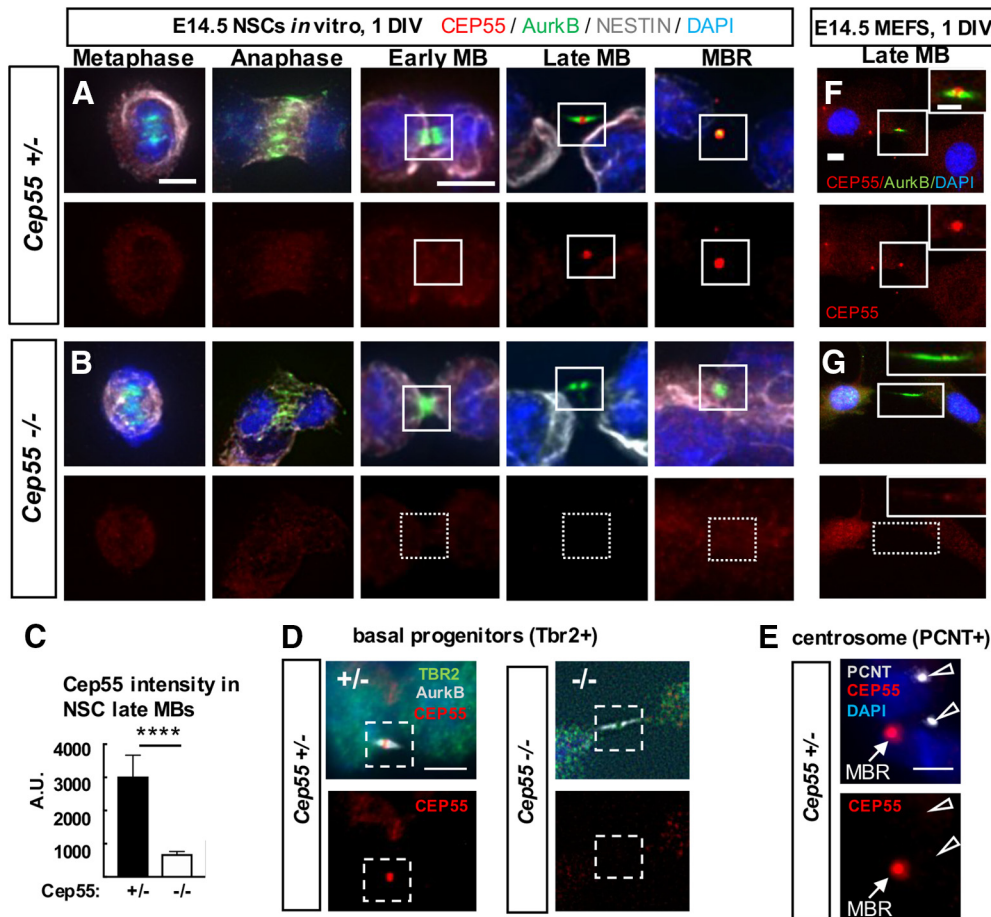 E14.5 NSCs in vitro, 1 DIV CEP55 / AurkB / NESTIN / DAPI
E14.5 MEFS, 1 DIV
Metaphase Anaphase Early MB Late MB MBR
Late MB
Cep55 +/-
A
F
CEP55/AurkB/DAPI
CEP55
Cep55 -/-
B
G
C
Cep55 intensity in
NSC late MBs
****
A.U.
4000
3000
2000
1000
Cep55: +/- -/-
D
basal progenitors (Tbr2+)
Cep55 +/-
+/-
TBR2
AurkB
CEP55
CEP55
Cep55 -/-
-/-
E
centrosome (PCNT+)
Cep55 +/-
PCNT
CEP55
DAPI
MBR
CEP55
MBR